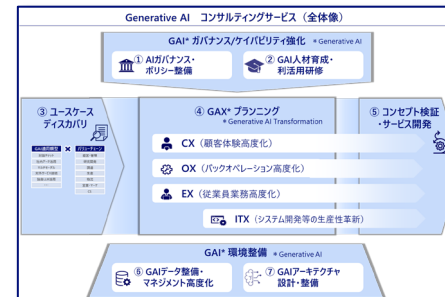 Generative AI コンサルティングサービス（全体像）
GAI* ガバナンス/ケイパビリティ強化 *Generative AI
① AIガバナンス・ポリシー整備
② GAI人材育成・利活用研修
③ ユースケース
ディスカバリ
④ GAX* プランニング
*Generative AI Transformation
⑤ コンセプト検証
・サービス開発
CX（顧客体験高度化）
OX（バックオペレーション高度化）
EX（従業員業務高度化）
ITX（システム開発等の生産性革新）
GAI* 環境整備 *Generative AI
⑥ GAIデータ整備・
マネジメント高度化
⑦ GAIアーキテクチャ
設計・整備